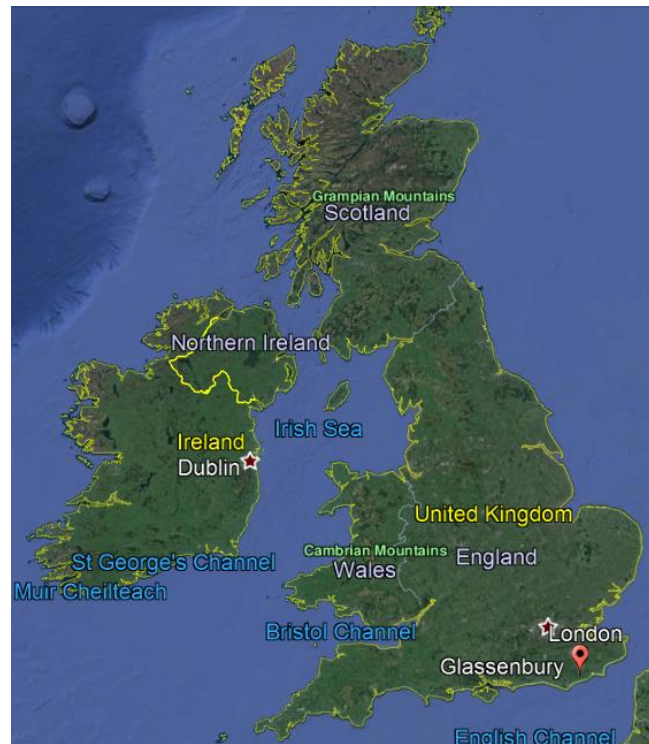 Grampian Mountains
Scotland
Northern Ireland
Irish Sea
Ireland
Dublin
United Kingdom
Cambrian Mountains
England
St George's Channel
Wales
Muir Cheilteach
Bristol Channel
London
Glassenbury
English Channel